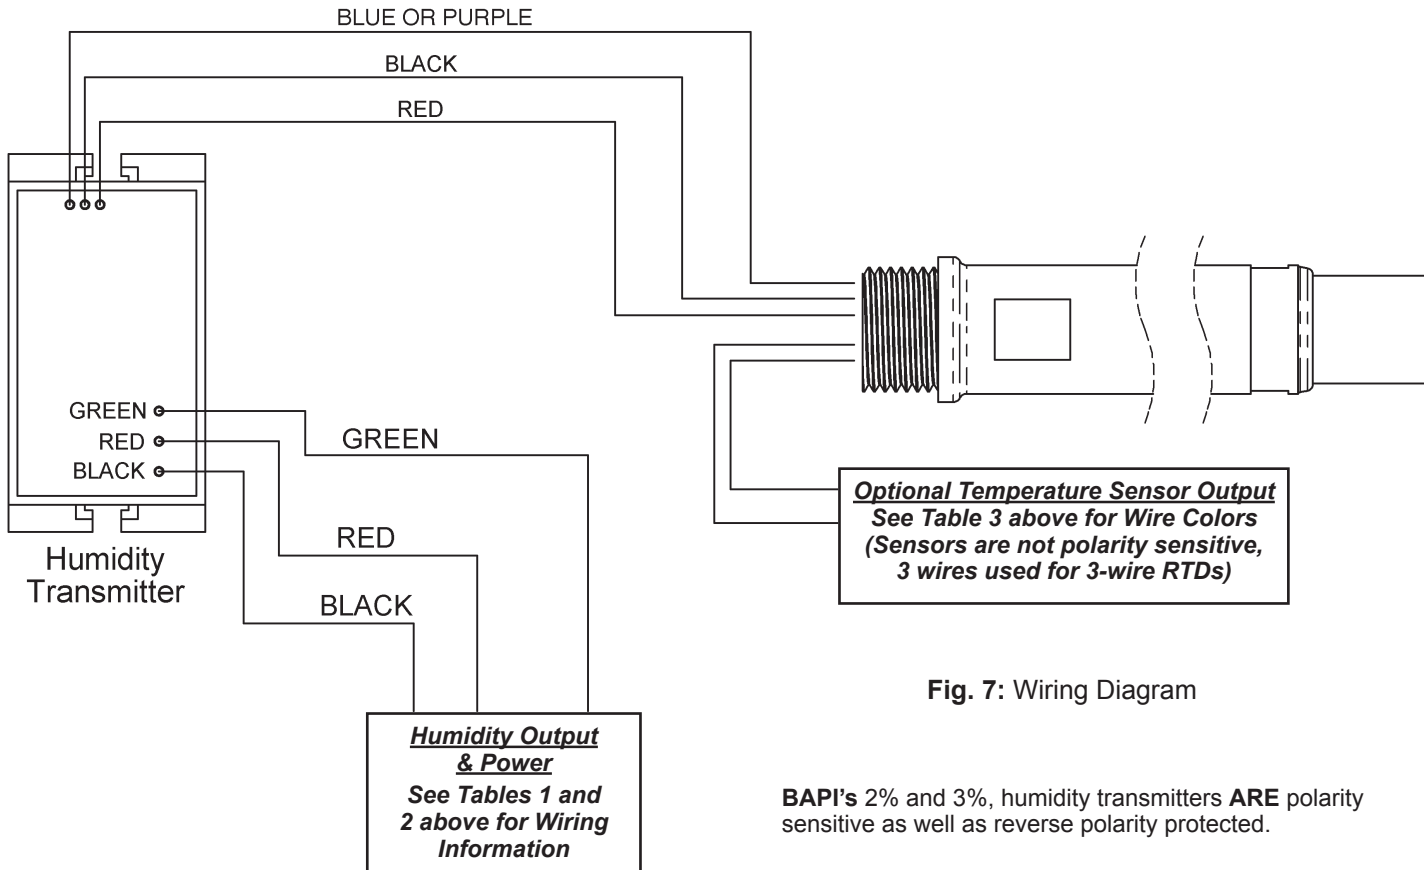 BLUE OR PURPLE
BLACK
RED
GREEN
RED
BLACK
GREEN
RED
BLACK
Humidity
Transmitter
Optional Temperature Sensor Output
See Table 3 above for Wire Colors
(Sensors are not polarity sensitive,
3 wires used for 3-wire RTDs)
Humidity Output
& Power
See Tables 1 and
2 above for Wiring
Information
Fig. 7: Wiring Diagram
BAPI's 2% and 3%, humidity transmitters ARE polarity
sensitive as well as reverse polarity protected.